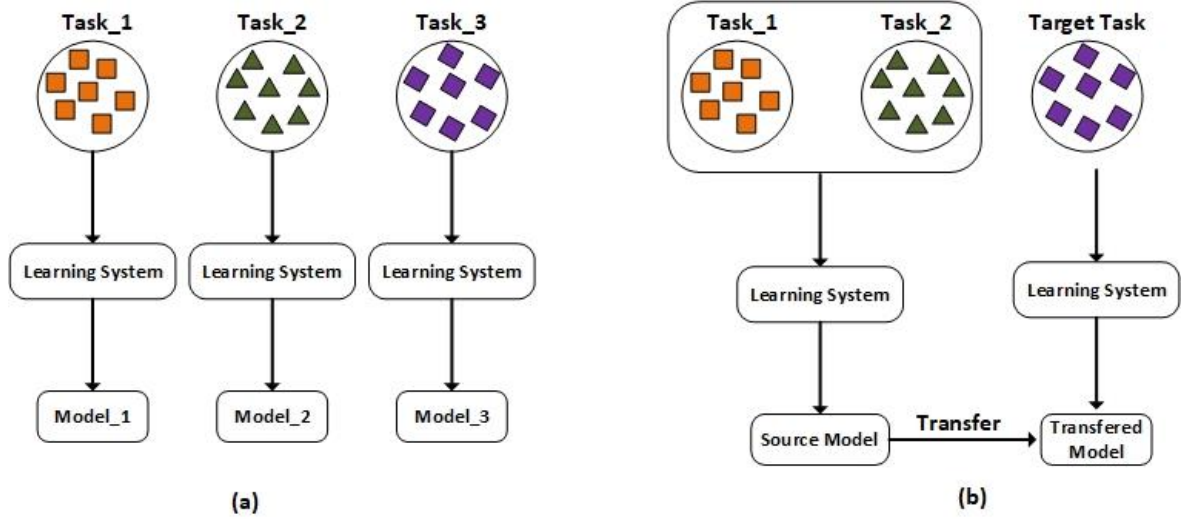 Task_1
Task_2
Task_3
Learning System
Learning System
Learning System
Model_1
Model_2
Model_3
(a)
Task_1
Task_2
Target Task
Learning System
Learning System
Source Model
Transfer
Transfered
Model
(b)